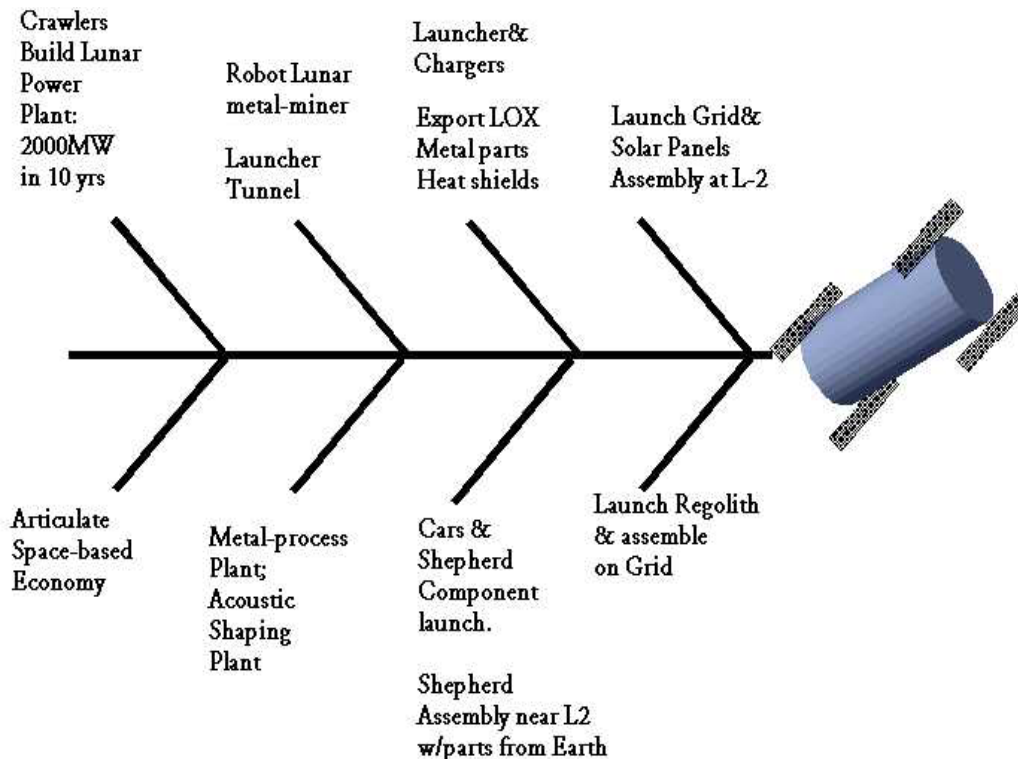 Crawlers
Build Lunar
Power
Plant:
2000MW
in 10 yrs
Robot Lunar
metal-miner
Launcher
Tunnel
Launcher&
Chargers
Export LOX
Metal parts
Heat shields
Launch Grid&
Solar Panels
Assembly at L-2
Articulate
Space-based
Economy
Metal-process
Plant;
Acoustic
Shaping
Plant
Cars &
Shepherd
Component
launch.
Shepherd
Assembly near L2
w/parts from Earth
Launch Regolith
& assemble
on Grid